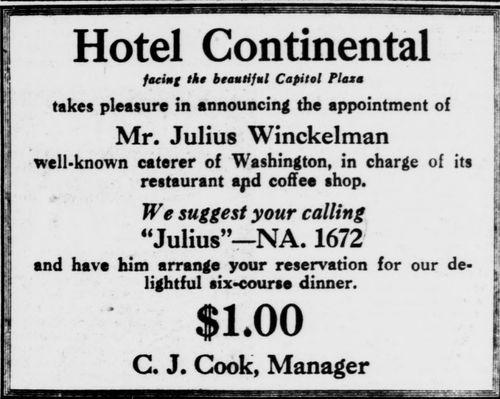 Hotel Continental
facing the beautiful Capitol Plaza
takes pleasure in announcing the appointment of
Mr. Julius Winckelman
well-known caterer of Washington, in charge of its
restaurant and coffee shop.
We suggest your calling
"Julius"—NA. 1672
and have him arrange your reservation for our de-
lightful six-course dinner.
$1.00
C. J. Cook, Manager